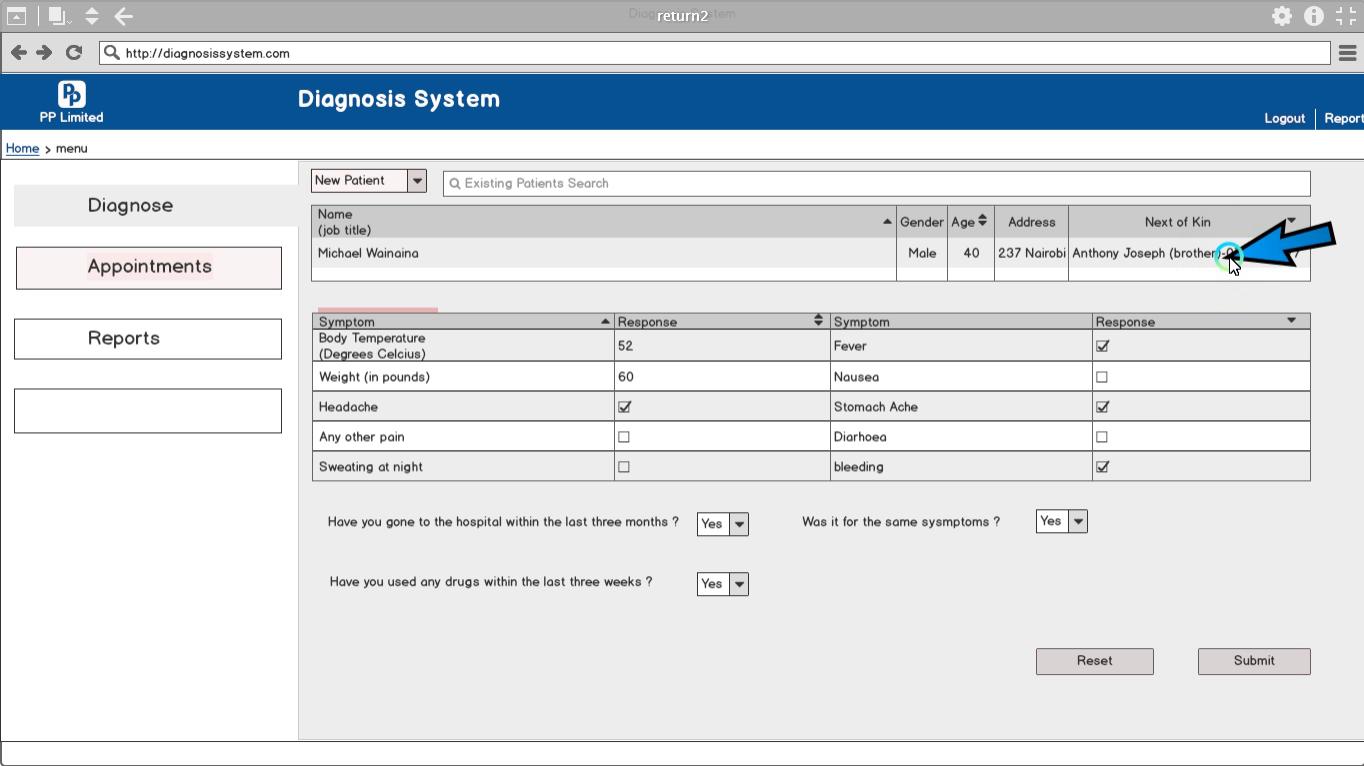 Diagnosis System
return2
http://diagnosissystem.com
PP Limited
Diagnosis System
Logout
Report
Home > menu
Diagnose
Appointments
Reports
New Patient
Existing Patients Search
Name
(job title)
Gender
Age
Address
Next of Kin
Michael Wainaina
Male
40
237 Nairobi
Anthony Joseph (brother)-0
Symptom
Response
Symptom
Response
Body Temperature
(Degrees Celcius)
52
Fever
Weight (in pounds)
60
Nausea
Headache
Stomach Ache
Any other pain
Diarhoea
Sweating at night
bleeding
Have you gone to the hospital within the last three months ?
Yes
Was it for the same sysmptoms ?
Yes
Have you used any drugs within the last three weeks ?
Yes
Reset
Submit